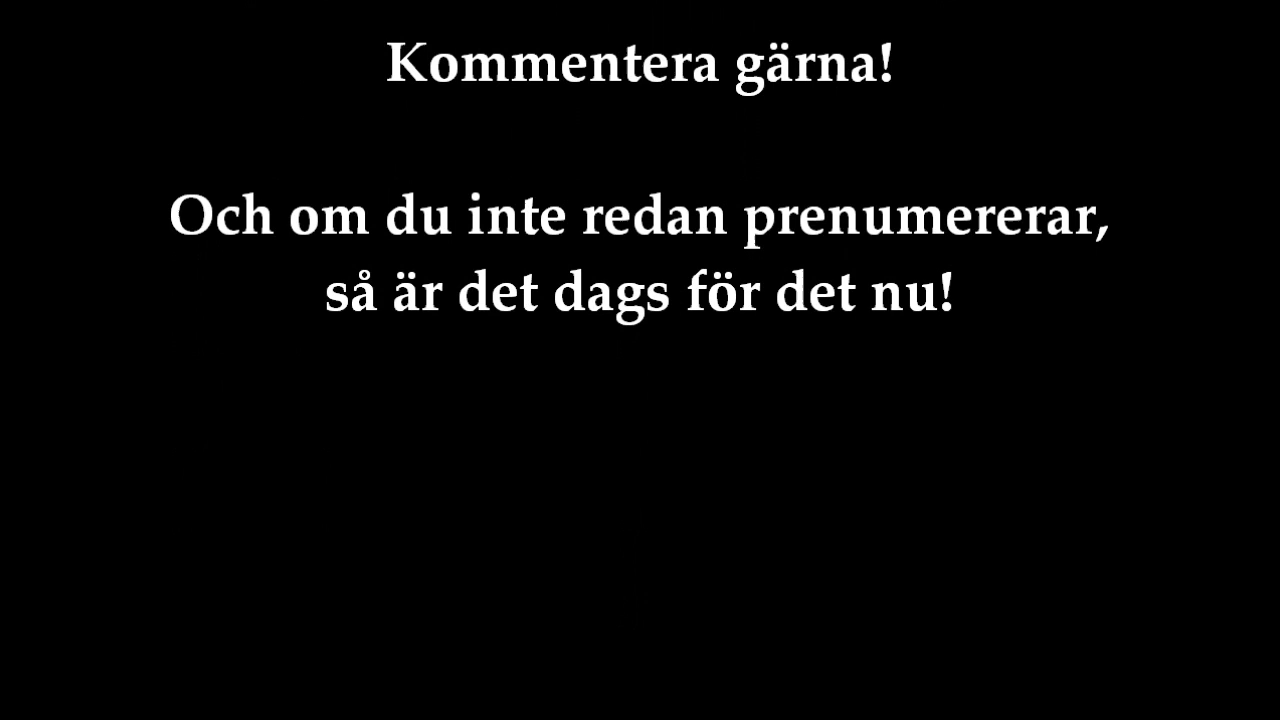 Kommentera gärna!
Och om du inte redan prenumererar,
så är det dags för det nu!